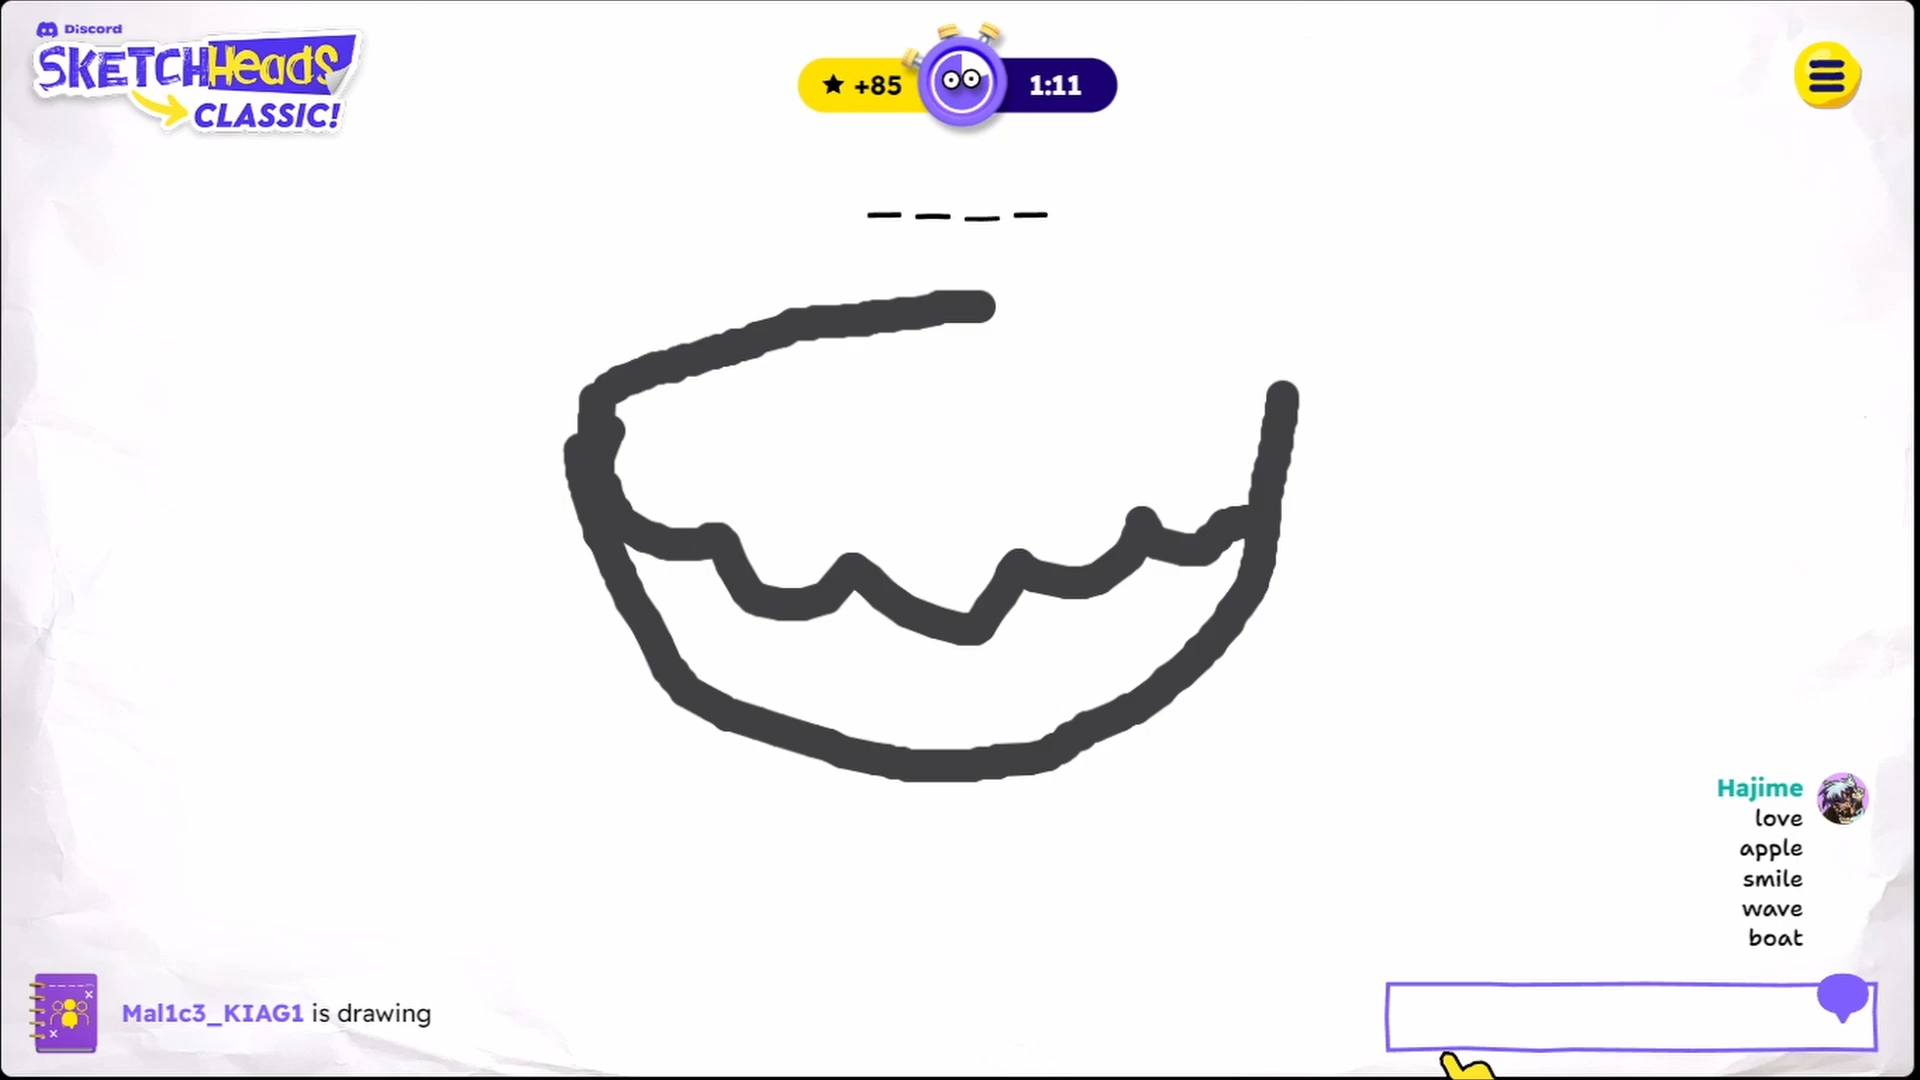 Discord
SKETCHHeadS
CLASSIC!
+85
1:11
Hajime
love
apple
smile
wave
boat
Mal1c3_KIAG1 is drawing